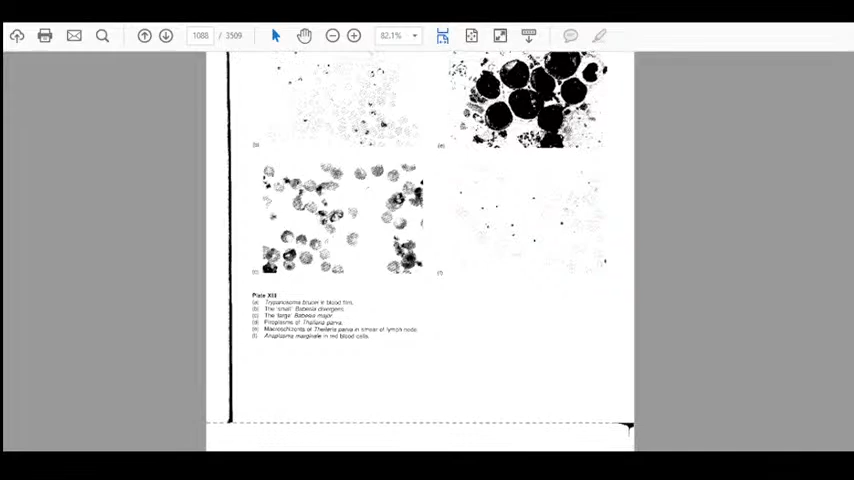 1088 / 3509
82.1%
(b)
(e)
(c)
(f)
Plate XIII
(a) Trypanosoma brucei in blood film.
(b) The 'small' Babesia divergens.
(c) The 'large' Babesia major.
(d) Piroplasms of Theileria parva.
(e) Macroschizonts of Theileria parva in smear of lymph node.
(f) Anaplasma marginale in red blood cells.